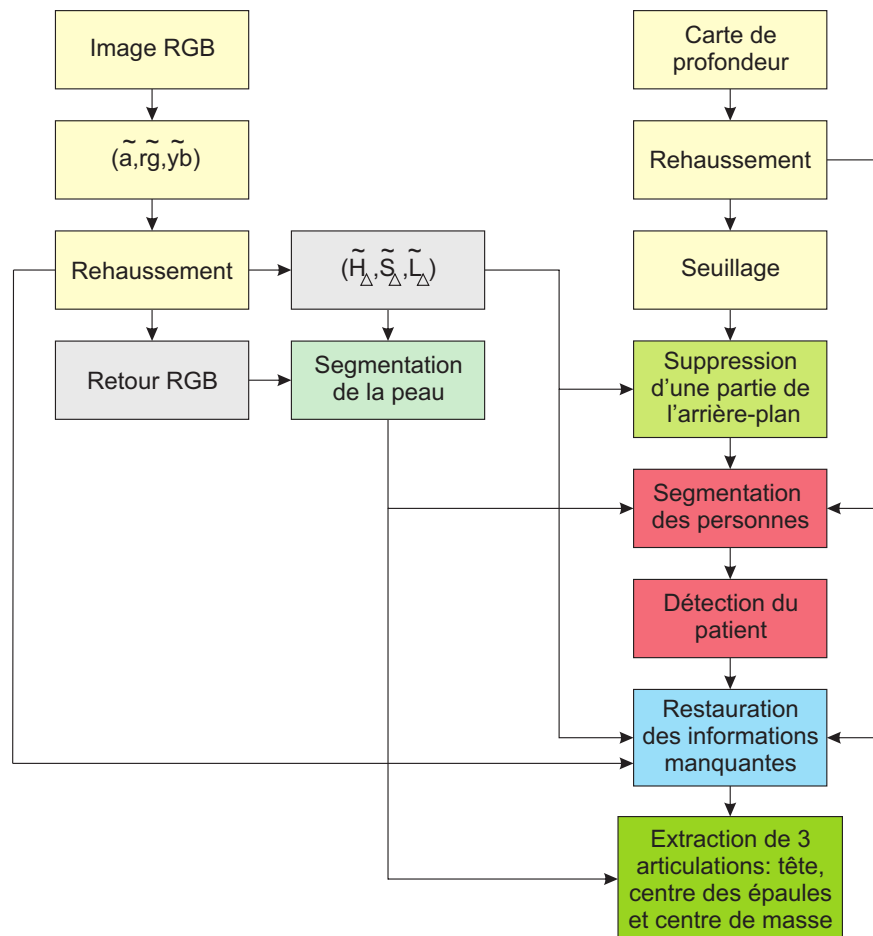 Image RGB
(ã,r̃g,ỹb)
Rehaussement
(H̃△,S̃△,L̃△)
Retour RGB
Segmentation
de la peau
Carte de
profondeur
Rehaussement
Seuillage
Suppression
d'une partie de
l'arrière-plan
Segmentation
des personnes
Détection du
patient
Restauration
des informations
manquantes
Extraction de 3
articulations: tête,
centre des épaules
et centre de masse